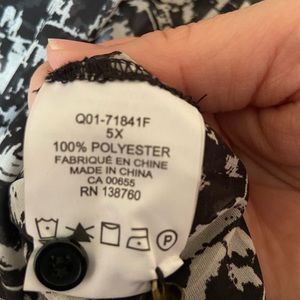 Q01-71841F
5X
100% POLYESTER
FABRIQUÉ EN CHINE
MADE IN CHINA
CA 00655
RN 138760
P